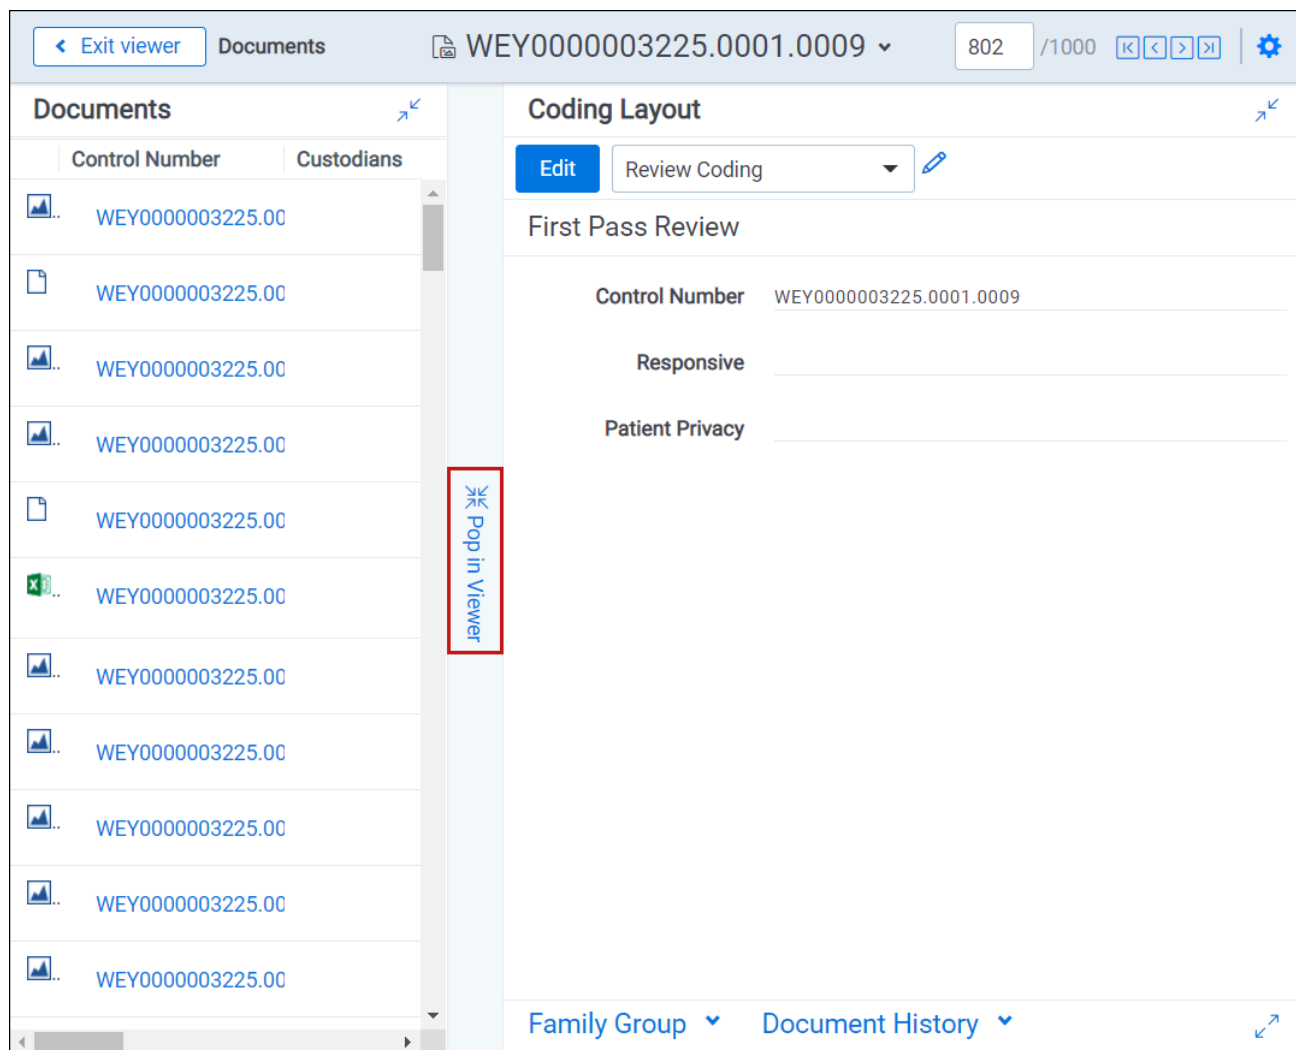 Exit viewer Documents WEY0000003225.0001.0009 802 /1000
Documents
Control Number Custodians
WEY0000003225.00
WEY0000003225.00
WEY0000003225.00
WEY0000003225.00
WEY0000003225.00
WEY0000003225.00
WEY0000003225.00
WEY0000003225.00
WEY0000003225.00
WEY0000003225.00
WEY0000003225.00
Pop in Viewer
Coding Layout
Edit Review Coding
First Pass Review
Control Number WEY0000003225.0001.0009
Responsive
Patient Privacy
Family Group Document History